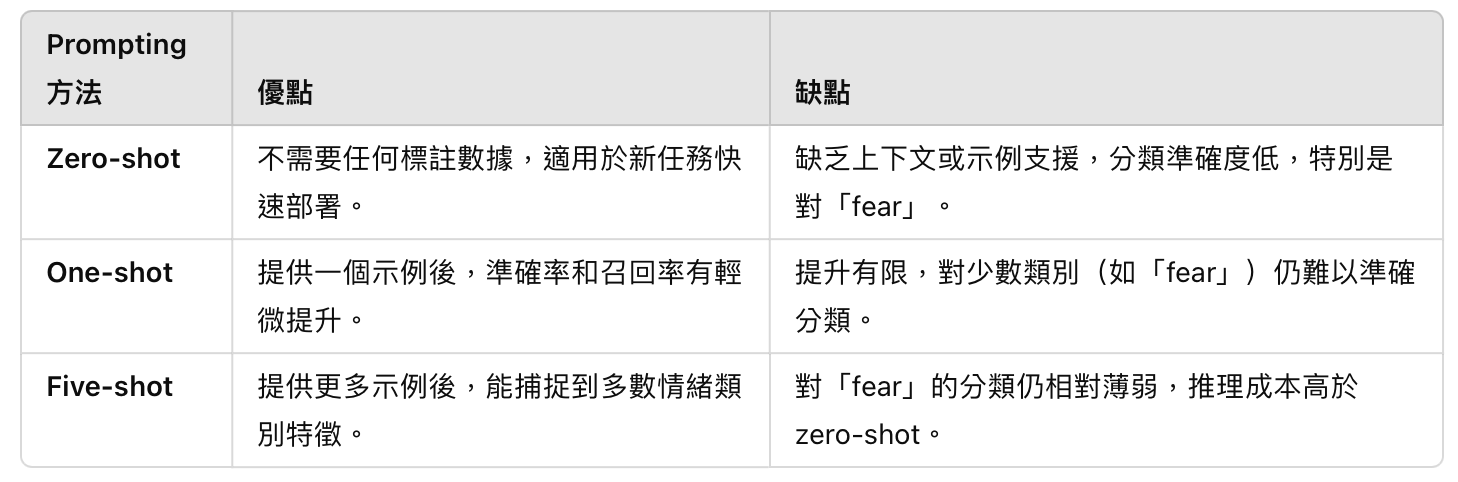 Prompting
方法
優點
缺點
Zero-shot
不需要任何標註數據，適用於新任務快
速部署。
缺乏上下文或示例支援，分類準確度低，特別是
對「fear」。
One-shot
提供一個示例後，準確率和召回率有輕
微提升。
提升有限，對少數類別（如「fear」）仍難以準確
分類。
Five-shot
提供更多示例後，能捕捉到多數情緒類
別特徵。
對「fear」的分類仍相對薄弱，推理成本高於
zero-shot。